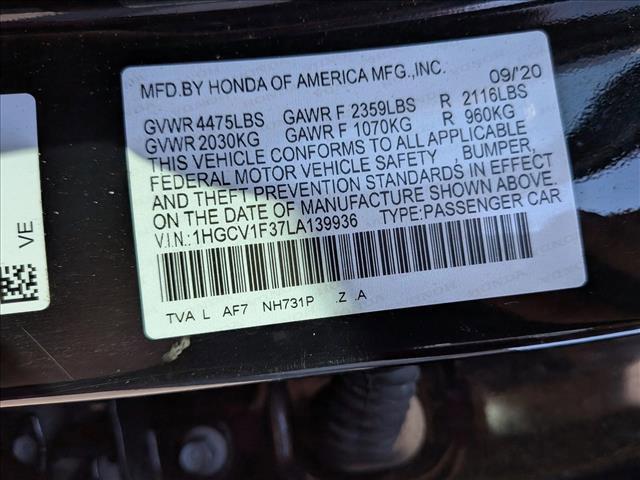 MFD.BY HONDA OF AMERICA MFG.,INC. 09/'20
GVWR 4475LBS GAWR F 2359LBS R 2116LBS
GVWR 2030KG GAWR F 1070KG R 960KG
THIS VEHICLE CONFORMS TO ALL APPLICABLE
FEDERAL MOTOR VEHICLE SAFETY , BUMPER,
AND THEFT PREVENTION STANDARDS IN EFFECT
ON THE DATE OF MANUFACTURE SHOWN ABOVE.
V.I.N.:1HGCV1F37LA139936 TYPE:PASSENGER CAR
TVA L AF7 NH731P .Z .A
VE